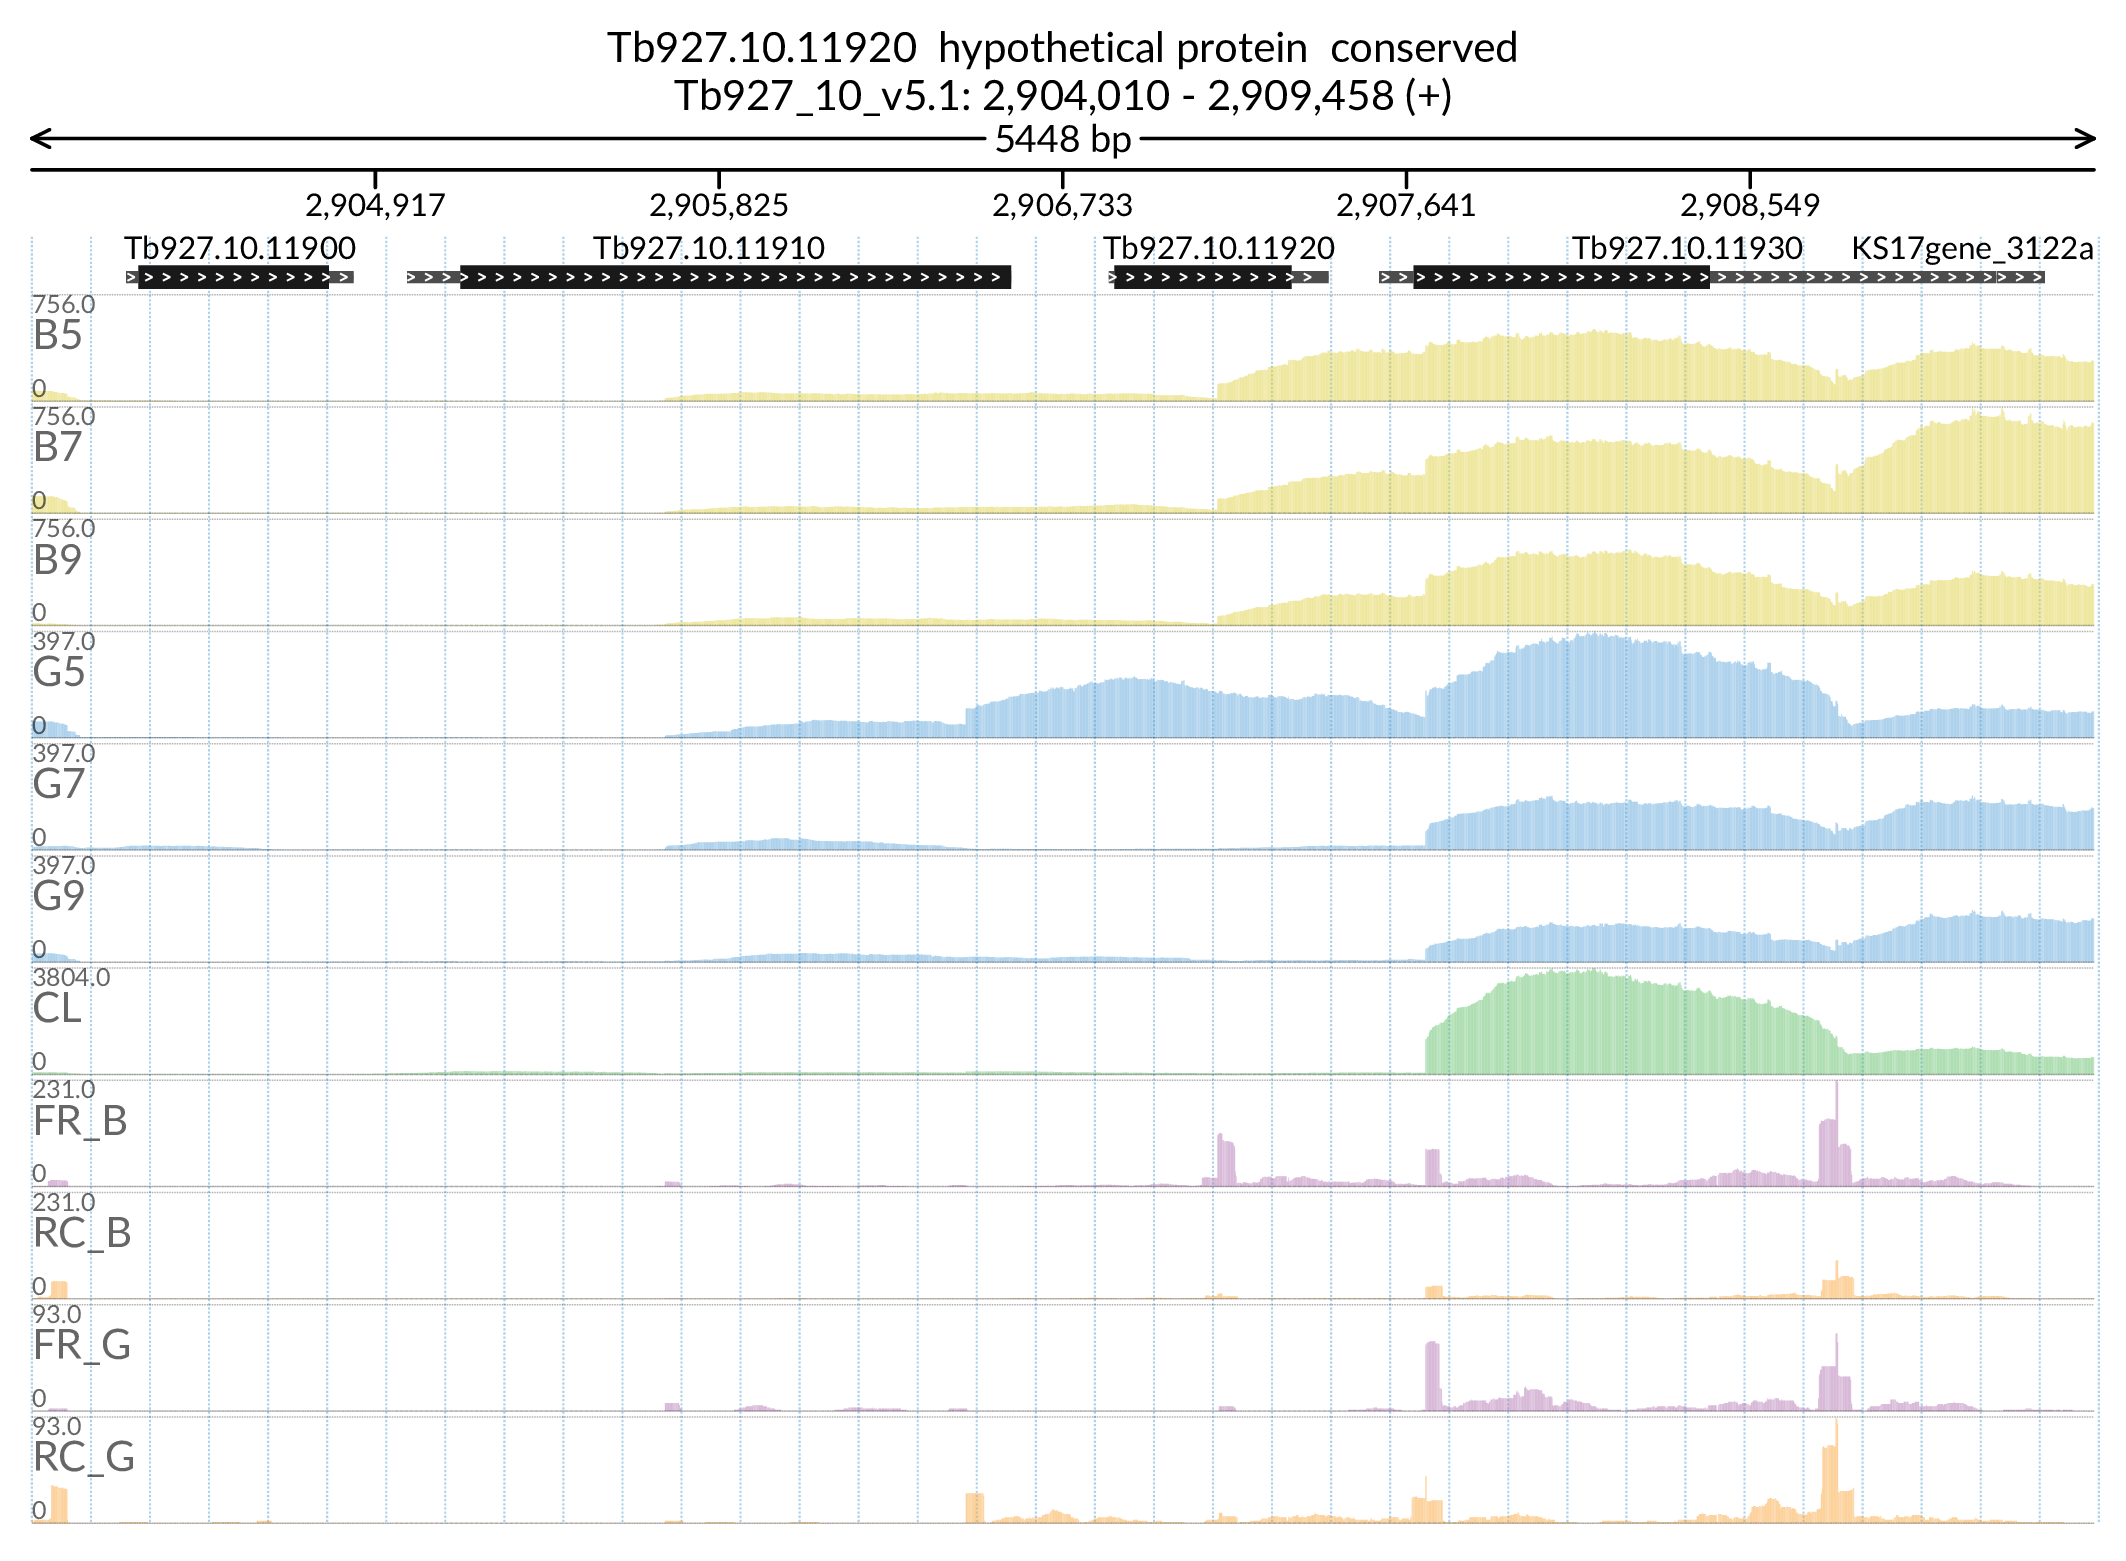 Tb927.10.11920 hypothetical protein conserved
Tb927_10_v5.1: 2,904,010 - 2,909,458 (+)
5448 bp
2,904,917 2,905,825 2,906,733 2,907,641 2,908,549
Tb927.10.11900 Tb927.10.11910 Tb927.10.11920 Tb927.10.11930 KS17gene_3122a
756.0
B5
0
756.0
B7
0
756.0
B9
0
397.0
G5
0
397.0
G7
0
397.0
G9
0
3804.0
CL
0
231.0
FR_B
0
231.0
RC_B
0
93.0
FR_G
0
93.0
RC_G
0